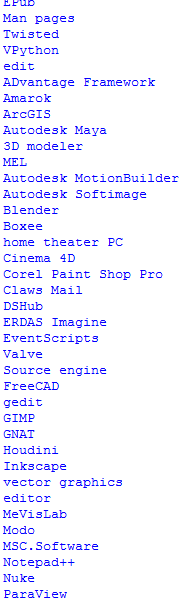 EPub
Man pages
Twisted
VPython
edit
ADvantage Framework
Amarok
ArcGIS
Autodesk Maya
3D modeler
MEL
Autodesk MotionBuilder
Autodesk Softimage
Blender
Boxee
home theater PC
Cinema 4D
Corel Paint Shop Pro
Claws Mail
DSHub
ERDAS Imagine
EventScripts
Valve
Source engine
FreeCAD
gedit
GIMP
GNAT
Houdini
Inkscape
vector graphics
editor
MeVisLab
Modo
MSC.Software
Notepad++
Nuke
ParaView